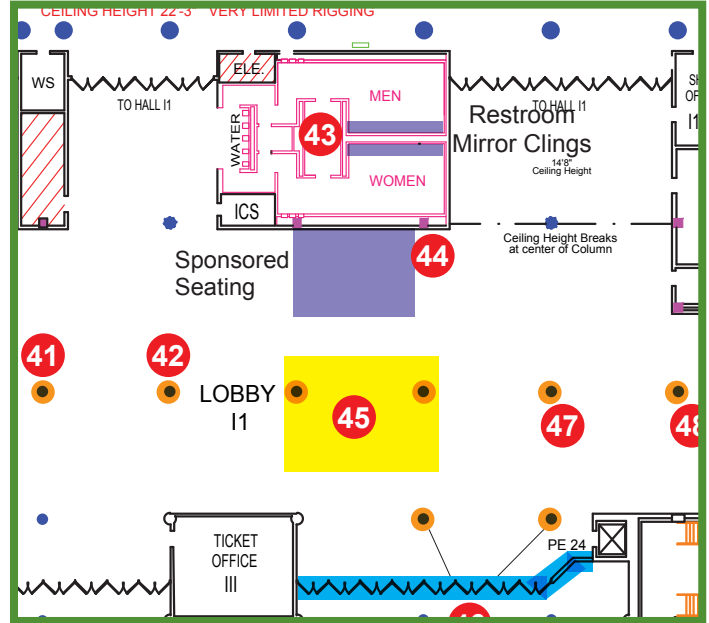 CEILING HEIGHT 22'-3 VERY LIMITED RIGGING
WS
TO HALL I1
ELE.
WATER
MEN
43
WOMEN
ICS
Restroom
TO HALL I1
Mirror Clings
14'8"
Ceiling Height
I1
Ceiling Height Breaks
at center of Column
Sponsored
Seating
44
41
42
LOBBY
I1
45
47
48
TICKET
OFFICE
III
PE 24